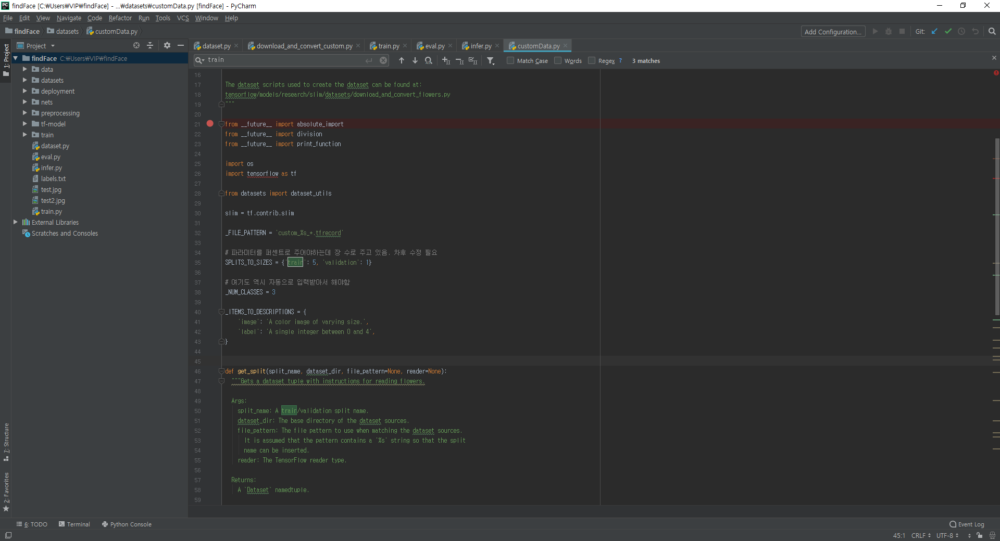 findFace [C:₩Users₩VIP₩findFace] - ...₩datasets₩customData.py [findFace] - PyCharm
File Edit View Navigate Code Refactor Run Tools VCS Window Help
findFace datasets customData.py Add Configuration... Git:
Project dataset.py download_and_convert_custom.py train.py eval.py infer.py customData.py
1: Project
7: Structure
2: Favorites
findFace C:₩Users₩VIP₩findFace
data
datasets
deployment
nets
preprocessing
tf-model
train
dataset.py
eval.py
infer.py
labels.txt
test.jpg
test2.jpg
train.py
External Libraries
Scratches and Consoles
train Match Case Words Regex ? 3 matches
16
17 The dataset scripts used to create the dataset can be found at:
18 tensorflow/models/research/slim/datasets/download_and_convert_flowers.py
19 """
20
21 from __future__ import absolute_import
22 from __future__ import division
23 from __future__ import print_function
24
25 import os
26 import tensorflow as tf
27
28 from datasets import dataset_utils
29
30 slim = tf.contrib.slim
31
32 _FILE_PATTERN = 'custom_%s_*.tfrecord'
33
34 # 파라미터를 퍼센트로 주어야하는데 장 수로 주고 있음. 차후 수정 필요
35 SPLITS_TO_SIZES = {'train': 5, 'validation': 1}
36
37 # 여기도 역시 자동으로 입력받아서 해야함
38 _NUM_CLASSES = 3
39
40 _ITEMS_TO_DESCRIPTIONS = {
41 'image': 'A color image of varying size.',
42 'label': 'A single integer between 0 and 4',
43 }
44
45
46 def get_split(split_name, dataset_dir, file_pattern=None, reader=None):
47 """Gets a dataset tuple with instructions for reading flowers.
48
49 Args:
50 split_name: A train/validation split name.
51 dataset_dir: The base directory of the dataset sources.
52 file_pattern: The file pattern to use when matching the dataset sources.
53 It is assumed that the pattern contains a '%s' string so that the split
54 name can be inserted.
55 reader: The TensorFlow reader type.
56
57 Returns:
58 A `Dataset` namedtuple.
59
6: TODO Terminal Python Console Event Log
45:1 CRLF UTF-8